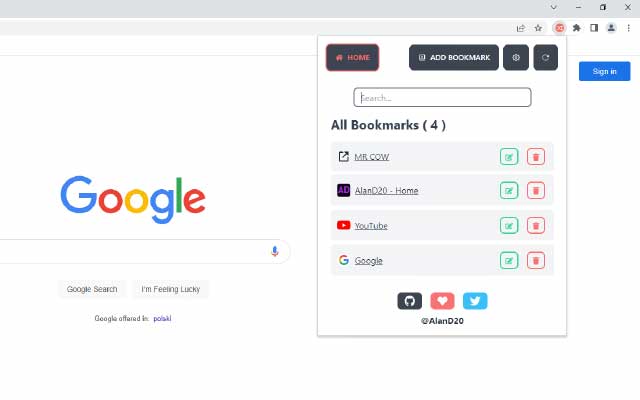 HOME
ADD BOOKMARK
Sign in
Search...
All Bookmarks ( 4 )
MR COW
AD
AlanD20 - Home
YouTube
Google
@AlanD20
Google
Google Search
I'm Feeling Lucky
Google offered in: polski